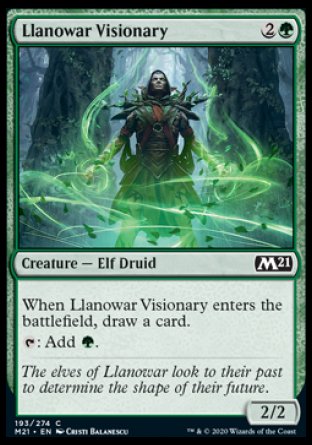 Llanowar Visionary 2
Creature — Elf Druid M21
When Llanowar Visionary enters the
battlefield, draw a card.
: Add .
The elves of Llanowar look to their past
to determine the shape of their future.
2/2
193/274 C
M21 • EN Cristi Balanescu ™ & © 2020 Wizards of the Coast